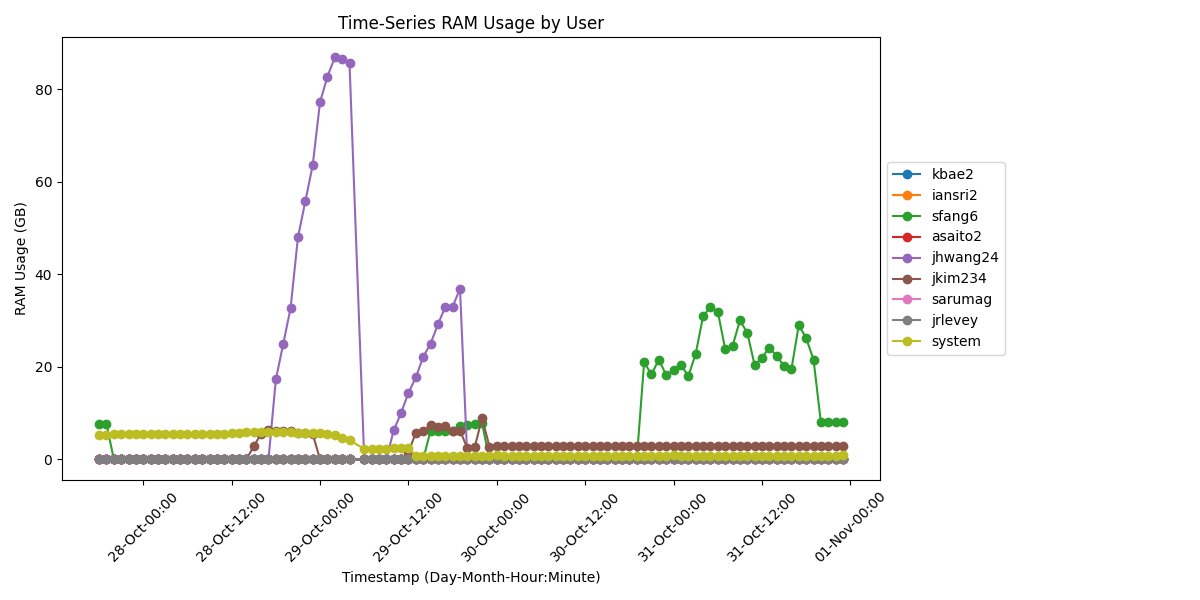 Time-Series RAM Usage by User
RAM Usage (GB)
80
60
40
20
0
28-Oct-00:00
28-Oct-12:00
29-Oct-00:00
29-Oct-12:00
30-Oct-00:00
30-Oct-12:00
31-Oct-00:00
31-Oct-12:00
01-Nov-00:00
Timestamp (Day-Month-Hour:Minute)
kbae2
iansri2
sfang6
asaito2
jhwang24
jkim234
sarumag
jrlevey
system